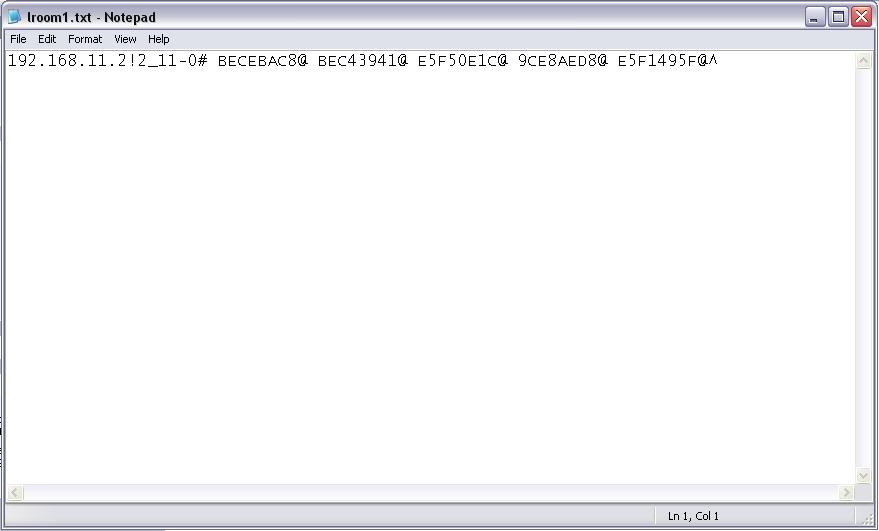 lroom1.txt - Notepad
File Edit Format View Help
192.168.11.2!2_11-0# BECEBAC8@ BEC43941@ E5F50E1C@ 9CE8AED8@ E5F1495F@^
Ln 1, Col 1